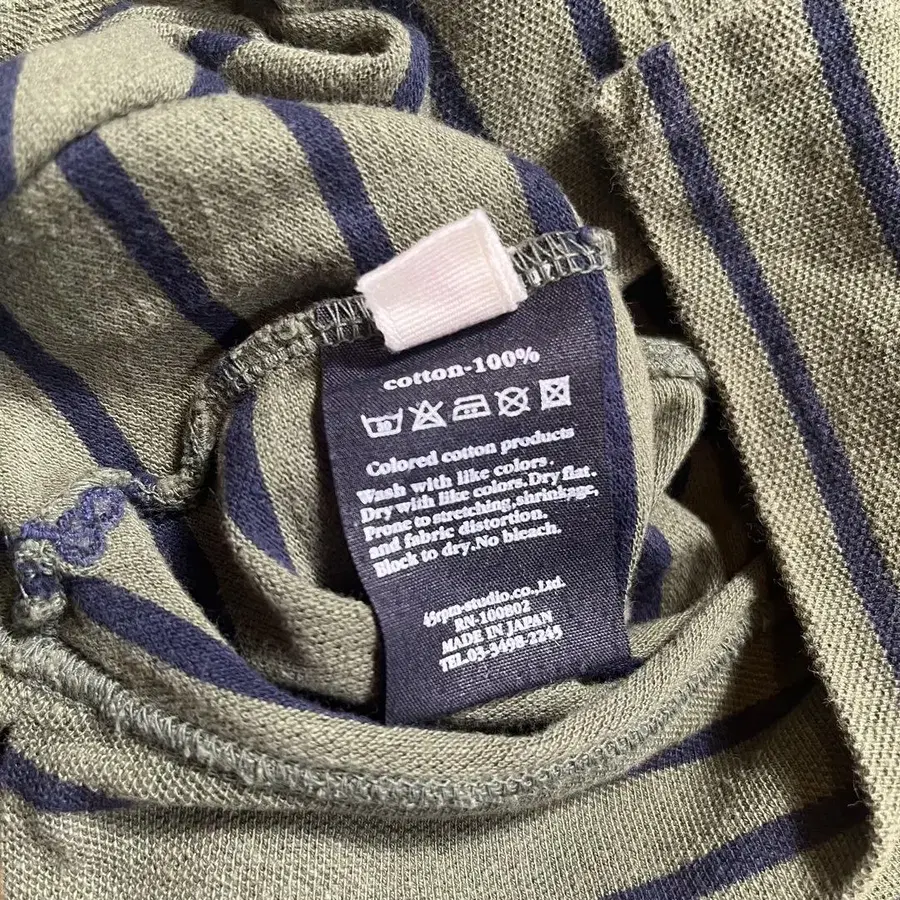 cotton-100%
30
Colored cotton products
Wash with like colors.
Dry with like colors. Dry flat.
Prone to stretching, shrinkage,
and fabric distortion.
Block to dry. No bleach.
45rpm-studio co., Ltd.
RN-100802
MADE IN JAPAN
TEL.03-3498-2245